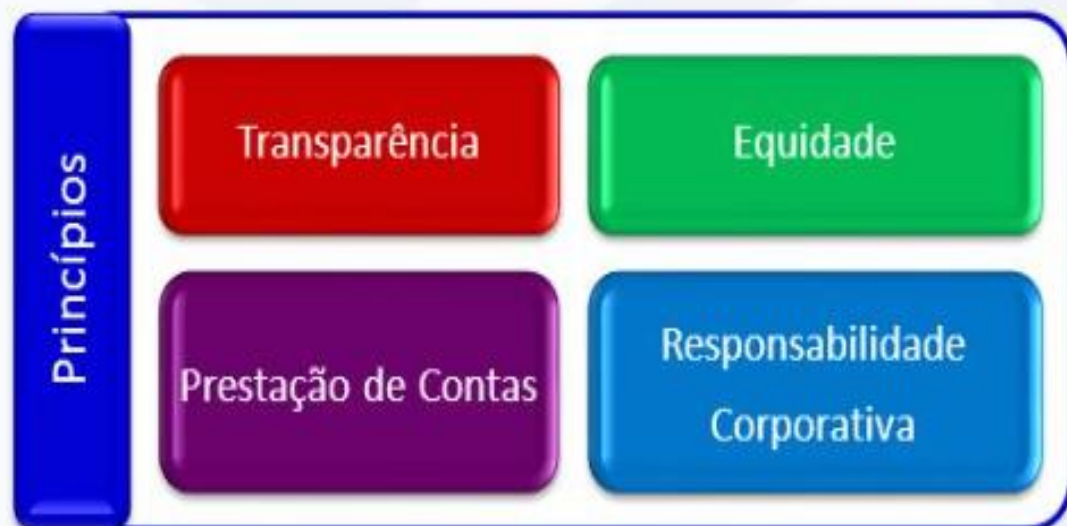 Princípios
Transparência
Equidade
Prestação de Contas
Responsabilidade
Corporativa